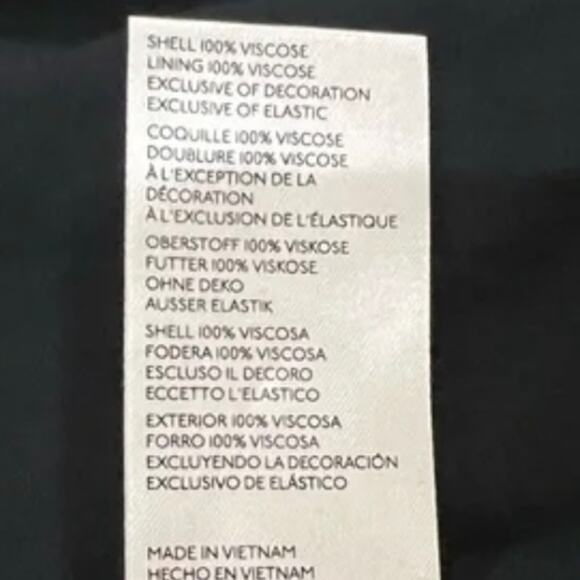 SHELL 100% VISCOSE
LINING 100% VISCOSE
EXCLUSIVE OF DECORATION
EXCLUSIVE OF ELASTIC
COQUILLE 100% VISCOSE
DOUBLURE 100% VISCOSE
À L'EXCEPTION DE LA
DÉCORATION
À L'EXCLUSION DE L'ÉLASTIQUE
OBERSTOFF 100% VISKOSE
FUTTER 100% VISKOSE
OHNE DEKO
AUSSER ELASTIK
SHELL 100% VISCOSA
FODERA 100% VISCOSA
ESCLUSO IL DECORO
ECCETTO L'ELASTICO
EXTERIOR 100% VISCOSA
FORRO 100% VISCOSA
EXCLUYENDO LA DECORACIÓN
EXCLUSIVO DE ELÁSTICO
MADE IN VIETNAM
HECHO EN VIETNAM